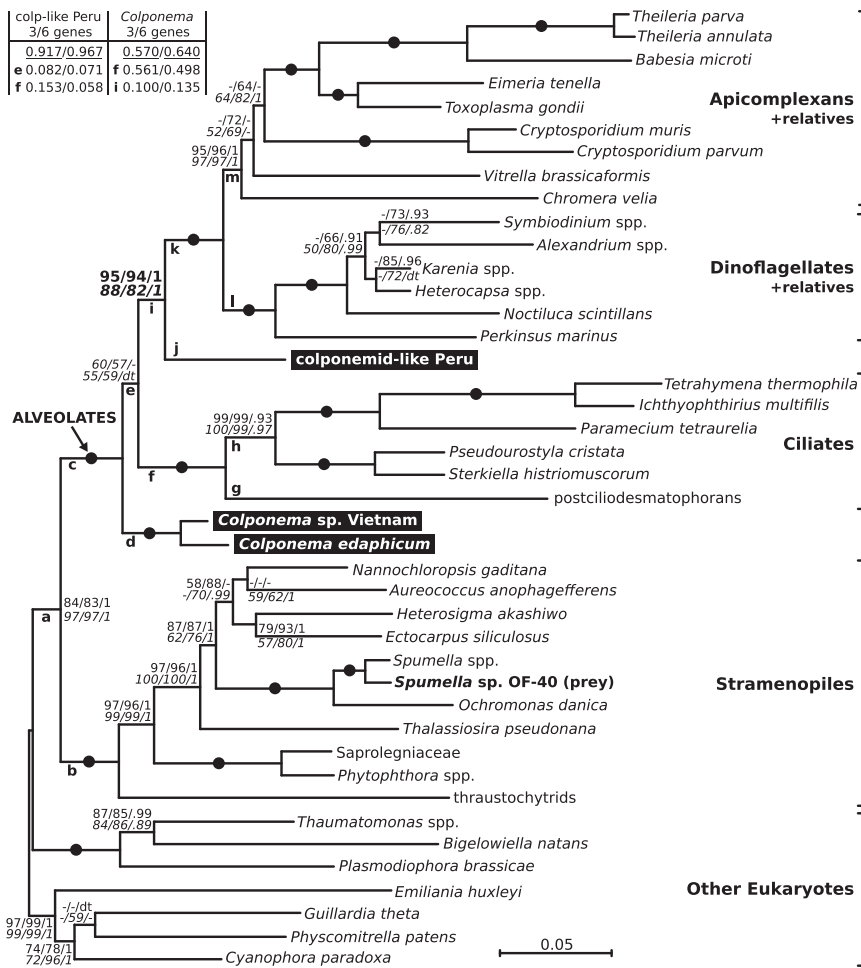 colp-like Peru Colponema
3/6 genes 3/6 genes
0.917/0.967 0.570/0.640
e 0.082/0.071 f 0.561/0.498
f 0.153/0.058 i 0.100/0.135
Theileria parva
Theileria annulata
Babesia microti
-/64/-
64/82/1
Eimeria tenella
Toxoplasma gondii
Apicomplexans
+relatives
-/72/-
52/69/-
Cryptosporidium muris
Cryptosporidium parvum
95/96/1
97/97/1
m
Vitrella brassicaformis
Chromera velia
-/73/.93
-/76/.82
Symbiodinium spp.
k
-/66/.91
50/80/.99
Alexandrium spp.
-/85/.96
-/72/dt
Karenia spp.
Dinoflagellates
+relatives
95/94/1
88/82/1
i
Heterocapsa spp.
l
Noctiluca scintillans
Perkinsus marinus
j
colponemid-like Peru
60/57/-
55/59/dt
e
Tetrahymena thermophila
Ichthyophthirius multifilis
ALVEOLATES
99/99/.93
100/99/.97
h
Paramecium tetraurelia
Ciliates
c
f
Pseudourostyla cristata
Sterkiella histriomuscorum
g
postciliodesmatophorans
Colponema sp. Vietnam
d
Colponema edaphicum
Nannochloropsis gaditana
58/88/-
-/70/.99
-/-/-
59/62/1
Aureococcus anophagefferens
a
84/83/1
97/97/1
Heterosigma akashiwo
87/87/1
62/76/1
79/93/1
57/80/1
Ectocarpus siliculosus
97/96/1
100/100/1
Spumella spp.
Spumella sp. OF-40 (prey)
Stramenopiles
97/96/1
99/99/1
Ochromonas danica
Thalassiosira pseudonana
Saprolegniaceae
b
Phytophthora spp.
thraustochytrids
87/85/.99
84/86/.89
Thaumatomonas spp.
Bigelowiella natans
Plasmodiophora brassicae
Emiliania huxleyi
Other Eukaryotes
-/-/dt
-/59/-
Guillardia theta
97/99/1
99/99/1
Physcomitrella patens
74/78/1
72/96/1
Cyanophora paradoxa
0.05